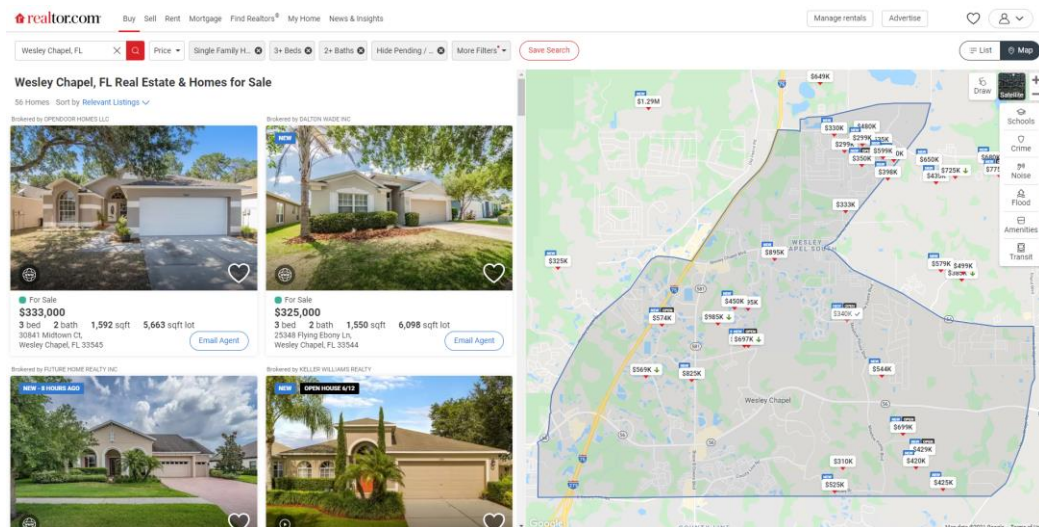 realtor.com
Buy Sell Rent Mortgage Find Realtors® My Home News & Insights
Manage rentals Advertise
Wesley Chapel, FL
Price Single Family H... 3+ Beds 2+ Baths Hide Pending / ... More Filters Save Search
List Map
Wesley Chapel, FL Real Estate & Homes for Sale
56 Homes Sort by Relevant Listings
Brokered by OPENDOOR HOMES LLC
For Sale
$333,000
3 bed 2 bath 1,592 sqft 5,663 sqft lot
30841 Midtown Ct,
Wesley Chapel, FL 33545
Email Agent
Brokered by DALTON WADE INC
NEW
For Sale
$325,000
3 bed 2 bath 1,550 sqft 6,098 sqft lot
25348 Flying Ebony Ln,
Wesley Chapel, FL 33544
Email Agent
Brokered by FUTURE HOME REALTY INC
NEW - 8 HOURS AGO
Brokered by KELLER WILLIAMS REALTY
NEW OPEN HOUSE 6/12
Draw
Satellite
Schools
Crime
Noise
Flood
Amenities
Transit
$649K
$1.29M
$330K
$480K
$299K
$350K
$599K
$398K
$650K
$725K
$333K
WESLEY
CHAPEL SOUTH
$895K
$325K
$579K
$499K
$450K
$574K
$985K
$340K
$697K
$569K
$825K
$544K
Wesley Chapel
$699K
$429K
$420K
$310K
$525K
$425K
Google